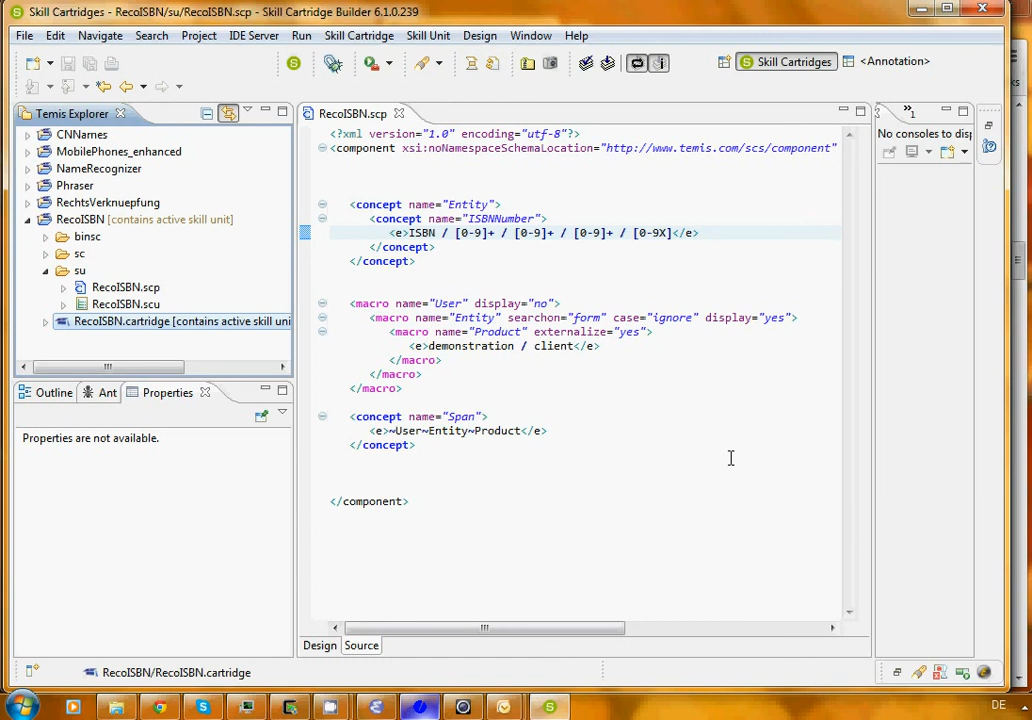 Skill Cartridges - RecoISBN/su/RecoISBN.scp - Skill Cartridge Builder 6.1.0.239
File Edit Navigate Search Project IDE Server Run Skill Cartridge Skill Unit Design Window Help
Skill Cartridges
<Annotation>
Temis Explorer
CNNames
MobilePhones_enhanced
NameRecognizer
Phraser
RechtsVerknuepfung
RecoISBN [contains active skill unit]
binsc
sc
su
RecoISBN.scp
RecoISBN.scu
RecoISBN.cartridge [contains active skill uni
Outline Ant Properties
Properties are not available.
RecoISBN.scp
<?xml version="1.0" encoding="utf-8"?>
<component xsi:noNamespaceSchemaLocation="http://www.temis.com/scs/component"
<concept name="Entity">
<concept name="ISBNNumber">
<e>ISBN / [0-9]+ / [0-9]+ / [0-9]+ / [0-9X]</e>
</concept>
</concept>
<macro name="User" display="no">
<macro name="Entity" searchon="form" case="ignore" display="yes">
<macro name="Product" externalize="yes">
<e>demonstration / client</e>
</macro>
</macro>
</macro>
<concept name="Span">
<e>~User~Entity~Product</e>
</concept>
</component>
Design Source
»1
No consoles to disp
RecoISBN/RecoISBN.cartridge
DE